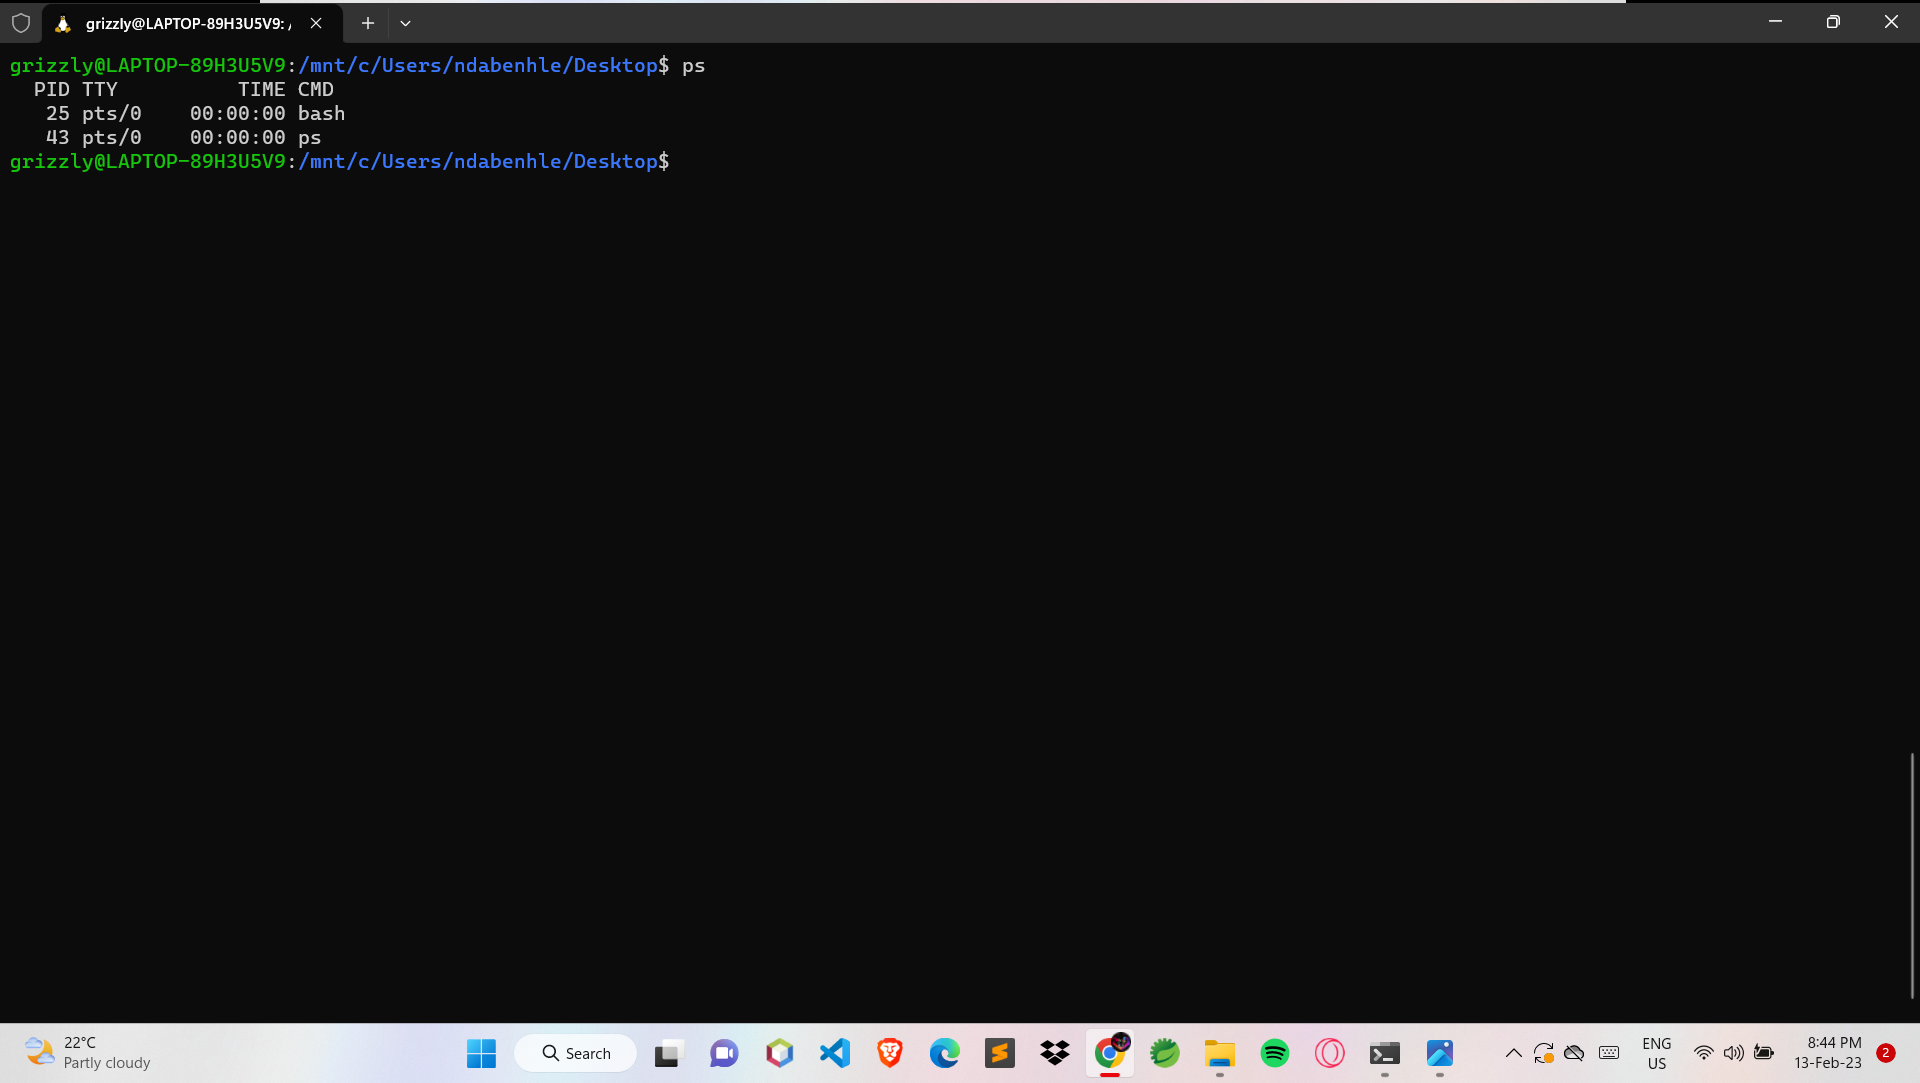 grizzly@LAPTOP-89H3U5V9: /
grizzly@LAPTOP-89H3U5V9:/mnt/c/Users/ndabenhle/Desktop$ ps
  PID TTY          TIME CMD
   25 pts/0    00:00:00 bash
   43 pts/0    00:00:00 ps
grizzly@LAPTOP-89H3U5V9:/mnt/c/Users/ndabenhle/Desktop$
22°C
Partly cloudy
Search
ENG
US
8:44 PM
13-Feb-23
2